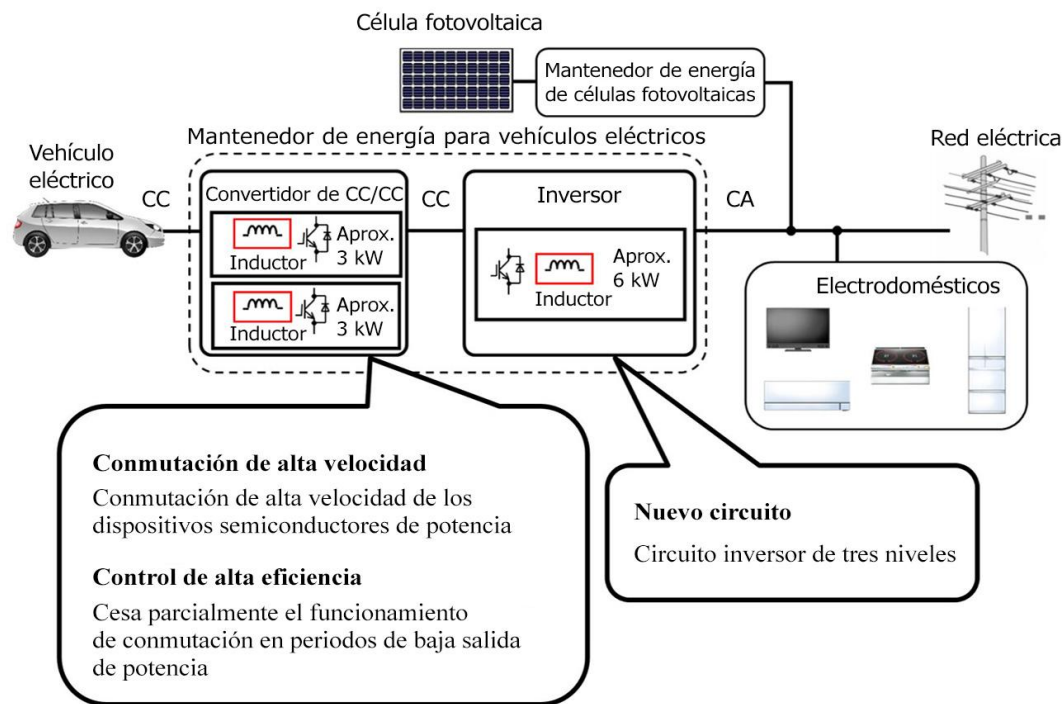 Célula fotovoltaica
Mantenedor de energía
de células fotovoltaicas
Mantenedor de energía para vehículos eléctricos
Red eléctrica
Vehículo
eléctrico
CC
Convertidor de CC/CC
CC
Inversor
CA
Inductor
Aprox.
3 kW
Inductor
Aprox.
3 kW
Inductor
Aprox.
6 kW
Electrodomésticos
Conmutación de alta velocidad
Conmutación de alta velocidad de los
dispositivos semiconductores de potencia
Control de alta eficiencia
Cesa parcialmente el funcionamiento
de conmutación en periodos de baja salida
de potencia
Nuevo circuito
Circuito inversor de tres niveles